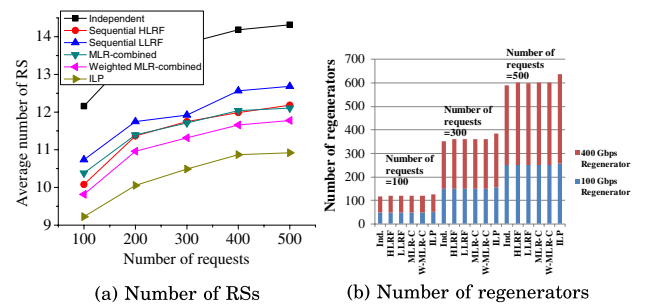 Independent
Sequential HLRF
Sequential LLRF
MLR-combined
Weighted MLR-combined
ILP
Average number of RS
14
13
12
11
10
9
100
200
300
400
500
Number of requests
(a) Number of RSs
Number of regenerators
700
600
500
400
300
200
100
0
Number of
requests
=100
Number of
requests
=300
Number of
requests
=500
400 Gbps
Regenerator
100 Gbps
Regenerator
Ind.
HLRF
LLRF
MLR-C
W-MLR-C
ILP
Ind.
HLRF
LLRF
MLR-C
W-MLR-C
ILP
Ind.
HLRF
LLRF
MLR-C
W-MLR-C
ILP
(b) Number of regenerators